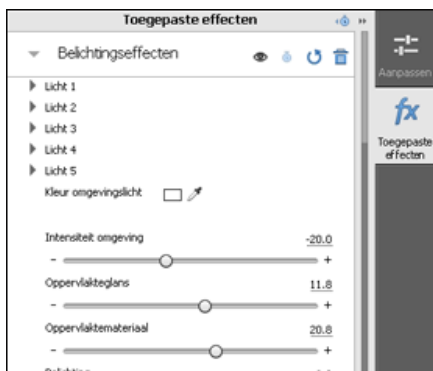 Toegepaste effecten
Belichtingseffecten
Licht 1
Licht 2
Licht 3
Licht 4
Licht 5
Kleur omgevingslicht
Intensiteit omgeving -20.0
- +
Oppervlakteglans 11.8
- +
Oppervlaktemateriaal 20.8
- +
Aanpassen
fx
Toegepaste
effecten